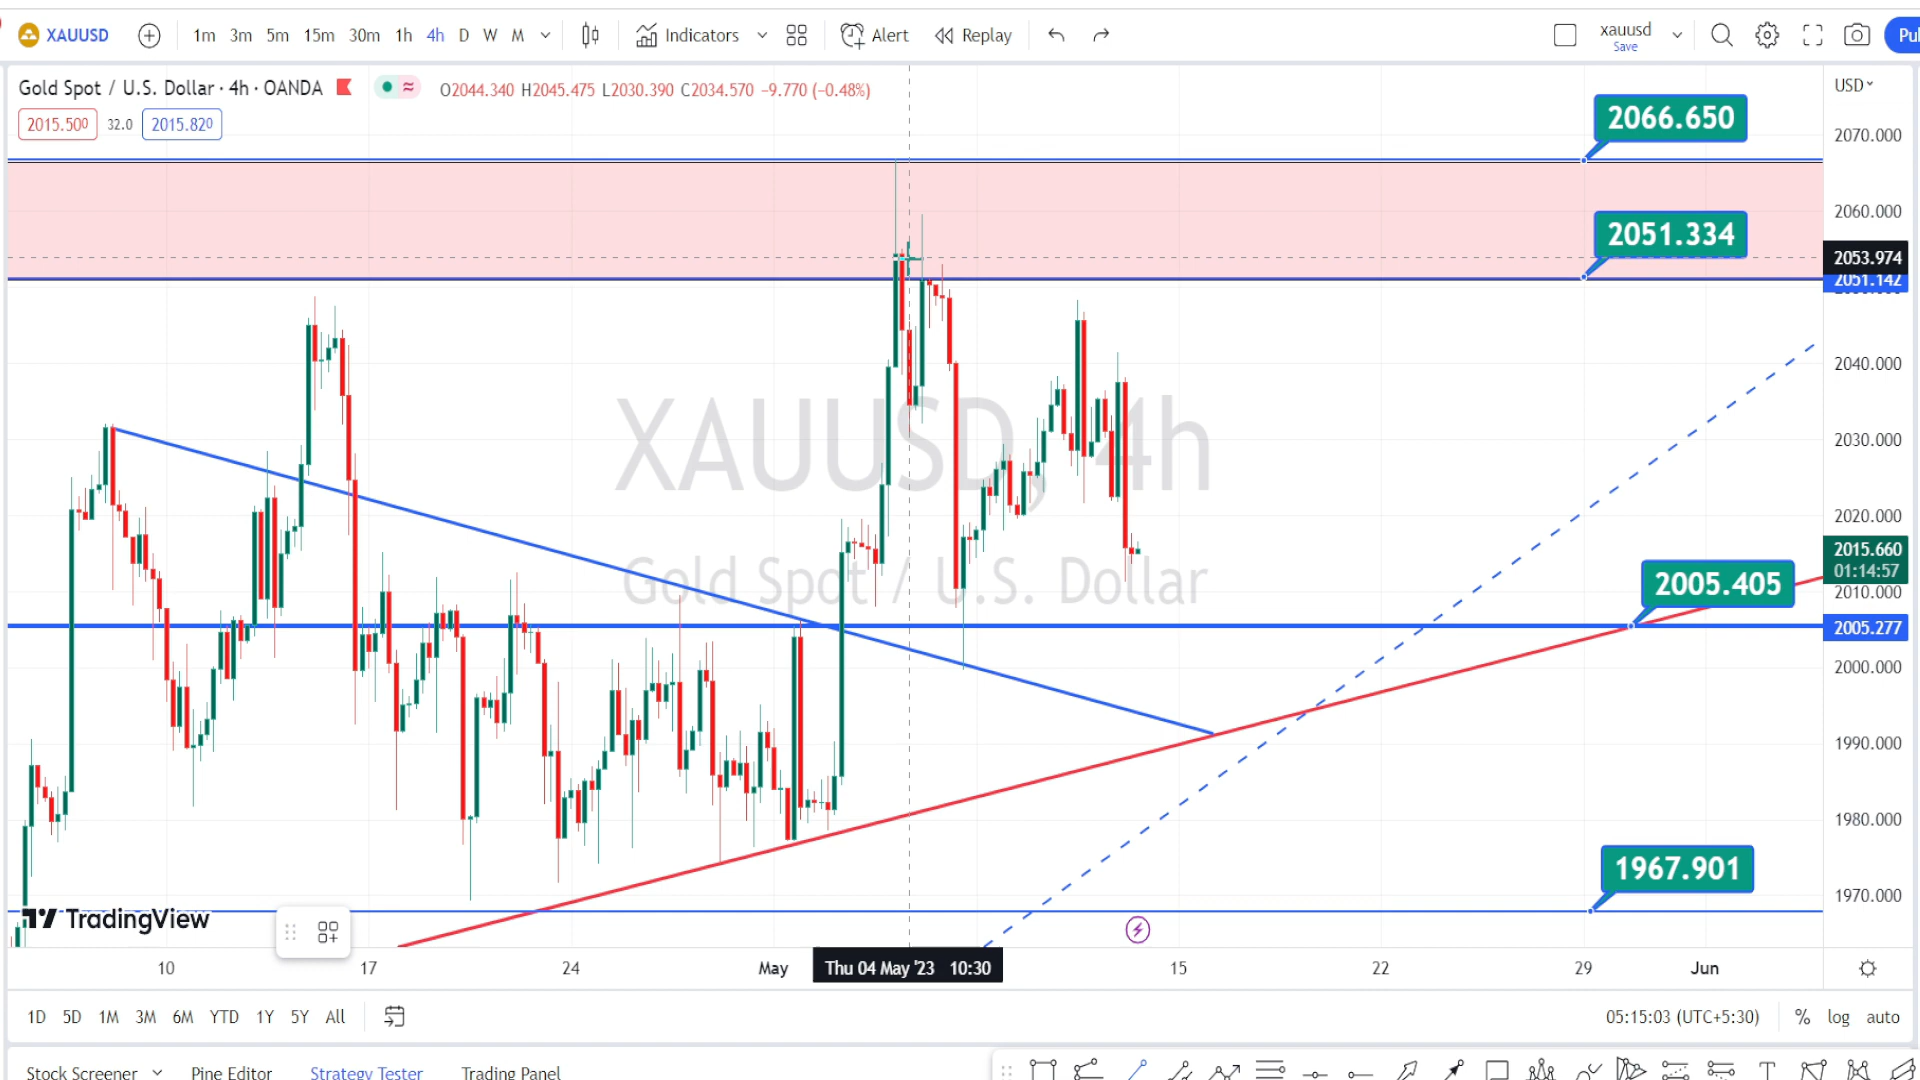 XAUUSD 1m 3m 5m 15m 30m 1h 4h D W M Indicators Alert Replay xauusd
Save
Pu
Gold Spot / U.S. Dollar · 4h · OANDA O2044.340 H2045.475 L2030.390 C2034.570 −9.770 (−0.48%)
USD
2015.500 32.0 2015.820
2066.650
2070.000
2060.000
2051.334
2053.974
2051.142
2040.000
XAUUSD, 4h
2030.000
2020.000
2015.660
01:14:57
Gold Spot / U.S. Dollar
2005.405
2010.000
2005.277
2000.000
1990.000
1980.000
1967.901
1970.000
TradingView
10 17 24 May Thu 04 May '23 10:30 15 22 29 Jun
1D 5D 1M 3M 6M YTD 1Y 5Y All 05:15:03 (UTC+5:30) % log auto
Stock Screener Pine Editor Strategy Tester Trading Panel